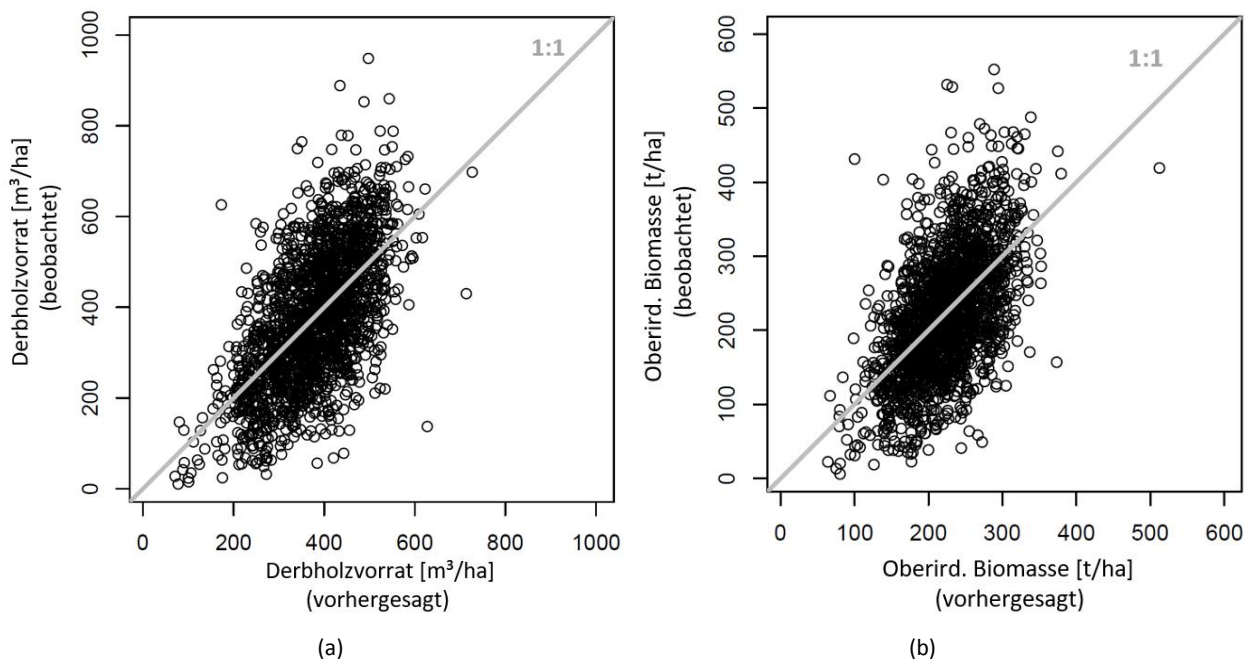 Derbholzvorrat [m³/ha]
(beobachtet)
1000
800
600
400
200
0
1:1
0 200 400 600 800 1000
Derbholzvorrat [m³/ha]
(vorhergesagt)
(a)
Oberird. Biomasse [t/ha]
(beobachtet)
600
500
400
300
200
100
0
1:1
0 100 200 300 400 500 600
Oberird. Biomasse [t/ha]
(vorhergesagt)
(b)